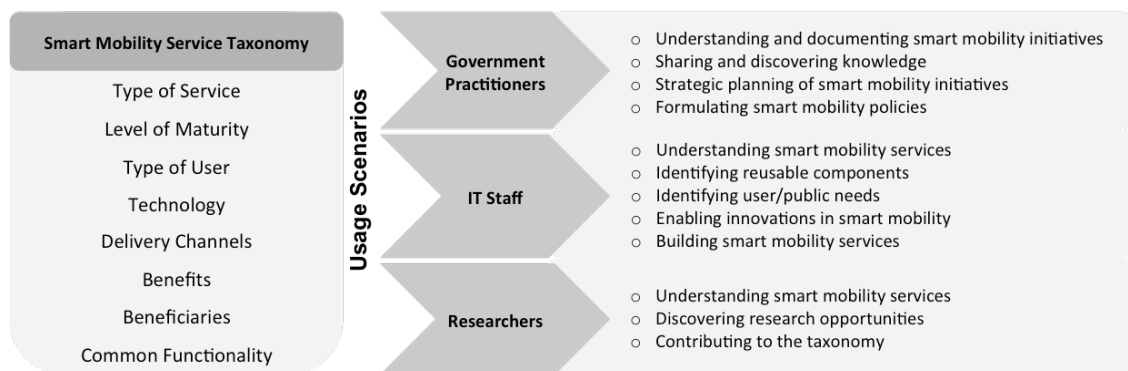 Smart Mobility Service Taxonomy
Type of Service
Level of Maturity
Type of User
Technology
Delivery Channels
Benefits
Beneficiaries
Common Functionality
Usage Scenarios
Government
Practitioners
○ Understanding and documenting smart mobility initiatives
○ Sharing and discovering knowledge
○ Strategic planning of smart mobility initiatives
○ Formulating smart mobility policies
IT Staff
○ Understanding smart mobility services
○ Identifying reusable components
○ Identifying user/public needs
○ Enabling innovations in smart mobility
○ Building smart mobility services
Researchers
○ Understanding smart mobility services
○ Discovering research opportunities
○ Contributing to the taxonomy